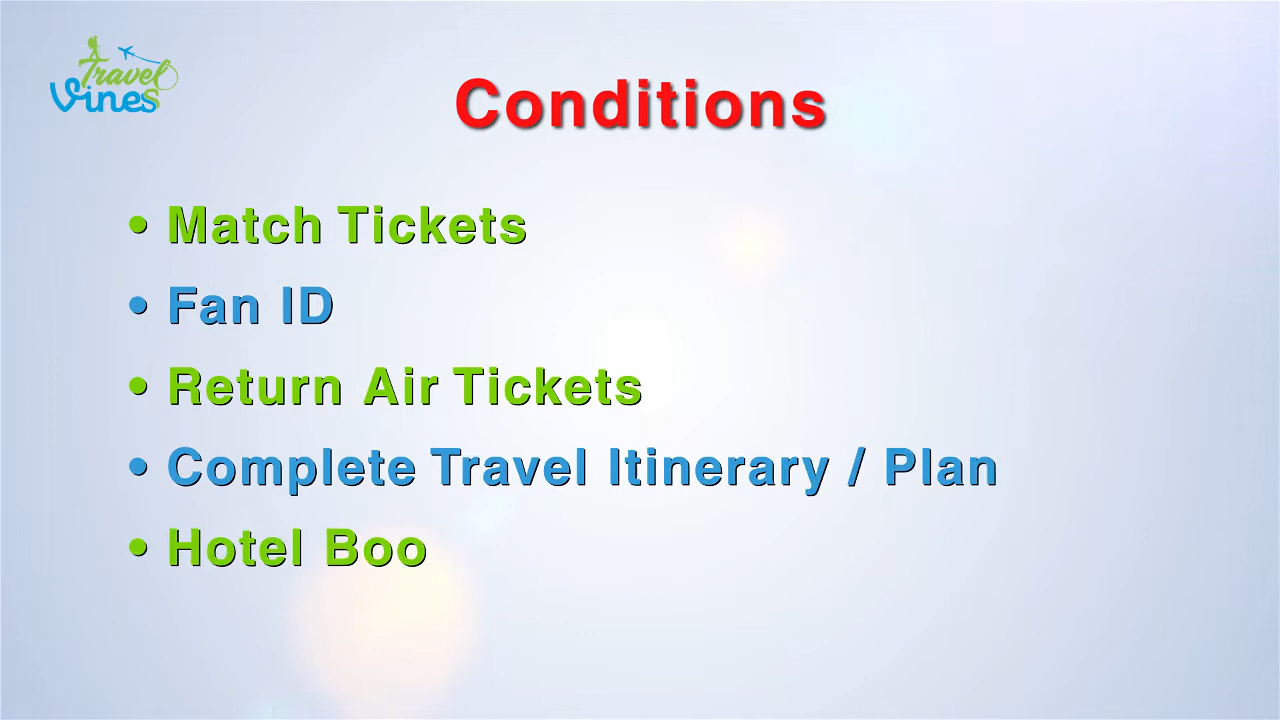 Travel
Vines
Conditions
• Match Tickets
• Fan ID
• Return Air Tickets
• Complete Travel Itinerary / Plan
• Hotel Boo